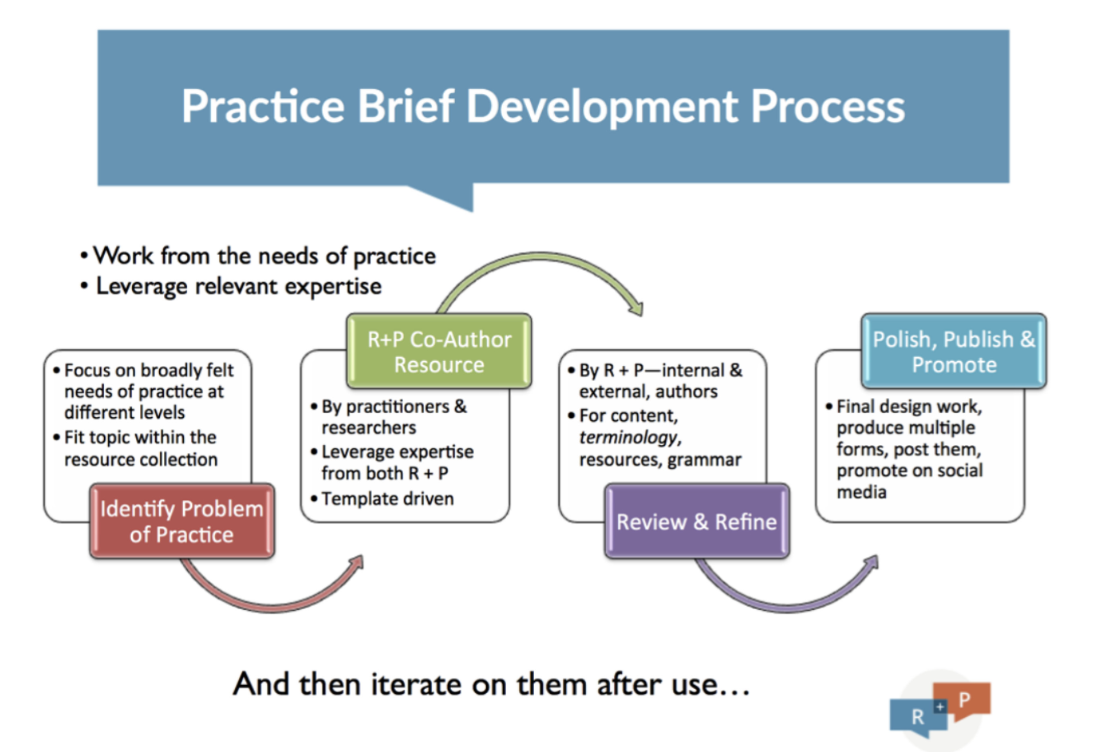 Practice Brief Development Process
• Work from the needs of practice
• Leverage relevant expertise
• Focus on broadly felt
needs of practice at
different levels
• Fit topic within the
resource collection
Identify Problem
of Practice
R+P Co-Author
Resource
• By practitioners &
researchers
• Leverage expertise
from both R + P
• Template driven
• By R + P—internal &
external, authors
• For content,
terminology,
resources, grammar
Review & Refine
Polish, Publish &
Promote
• Final design work,
produce multiple
forms, post them,
promote on social
media
And then iterate on them after use...
R + P